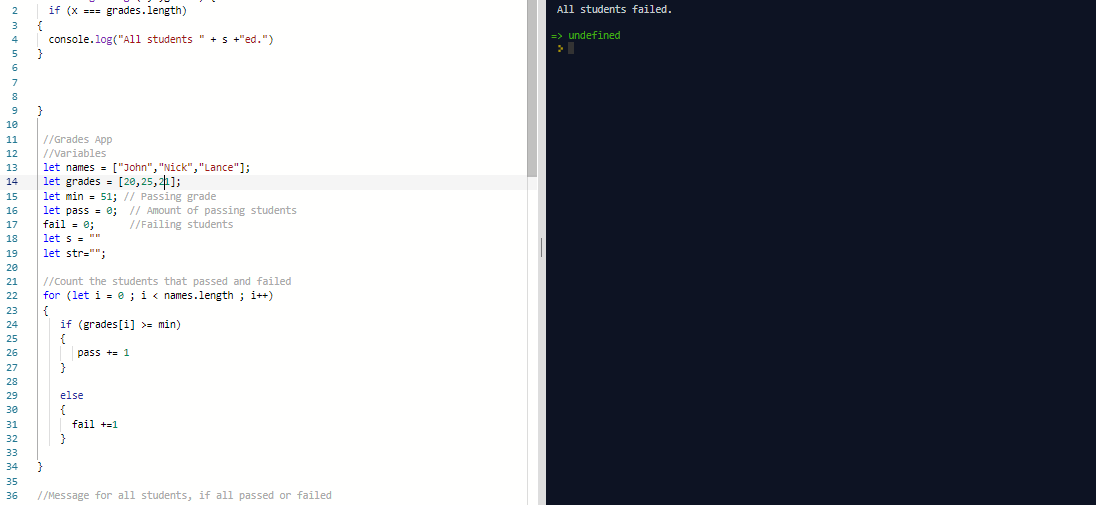 2 if (x === grades.length)
3 {
4 console.log("All students " + s +"ed.")
5 }
6
7
8
9 }
10
11 //Grades App
12 //Variables
13 let names = ["John","Nick","Lance"];
14 let grades = [20,25,21];
15 let min = 51; // Passing grade
16 let pass = 0; // Amount of passing students
17 fail = 0; //Failing students
18 let s = ""
19 let str="";
20
21 //Count the students that passed and failed
22 for (let i = 0 ; i < names.length ; i++)
23 {
24 if (grades[i] >= min)
25 {
26 pass += 1
27 }
28
29 else
30 {
31 fail +=1
32 }
33
34 }
35
36 //Message for all students, if all passed or failed
All students failed.
=> undefined
>